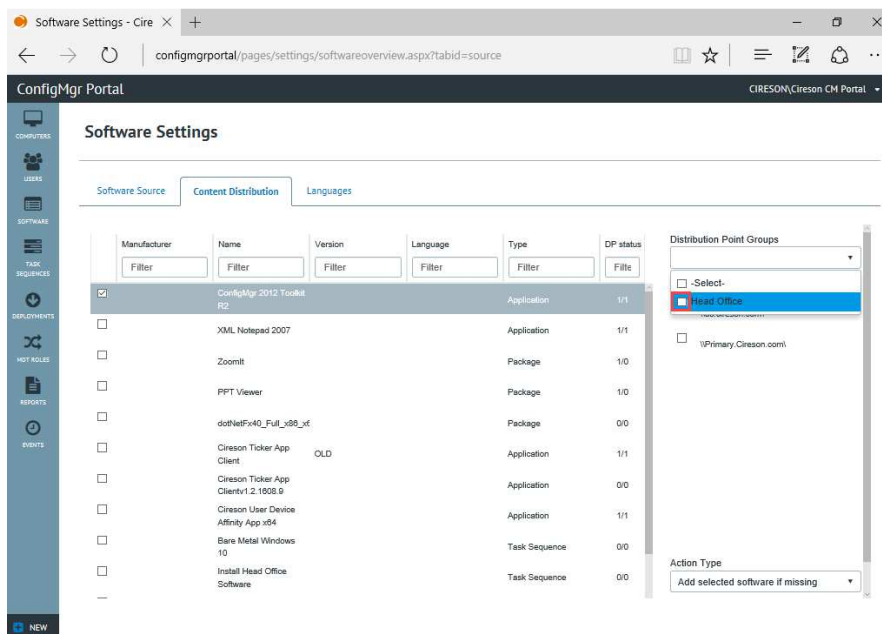 Software Settings - Cire
configmgrportal/pages/settings/softwareoverview.aspx?tabid=source
ConfigMgr Portal
CIRESON\Cireson CM Portal
COMPUTERS
USERS
SOFTWARE
TASK
SEQUENCES
DEPLOYMENTS
HOT ROLES
REPORTS
EVENTS
NEW
Software Settings
Software Source
Content Distribution
Languages
Manufacturer Name Version Language Type DP status
Filter Filter Filter Filter Filter Filte
ConfigMgr 2012 Toolkit
R2
Application 1/1
XML Notepad 2007 Application 1/1
ZoomIt Package 1/0
PPT Viewer Package 1/0
dotNetFx40_Full_x86_x6 Package 0/0
Cireson Ticker App
Client
OLD Application 1/1
Cireson Ticker App
Clientv1.2.1608.9
Application 0/0
Cireson User Device
Affinity App x64
Application 1/1
Bare Metal Windows
10
Task Sequence 0/0
Install Head Office
Software
Task Sequence 0/0
Distribution Point Groups
-Select-
Head Office
\\Primary.Cireson.com\
Action Type
Add selected software if missing